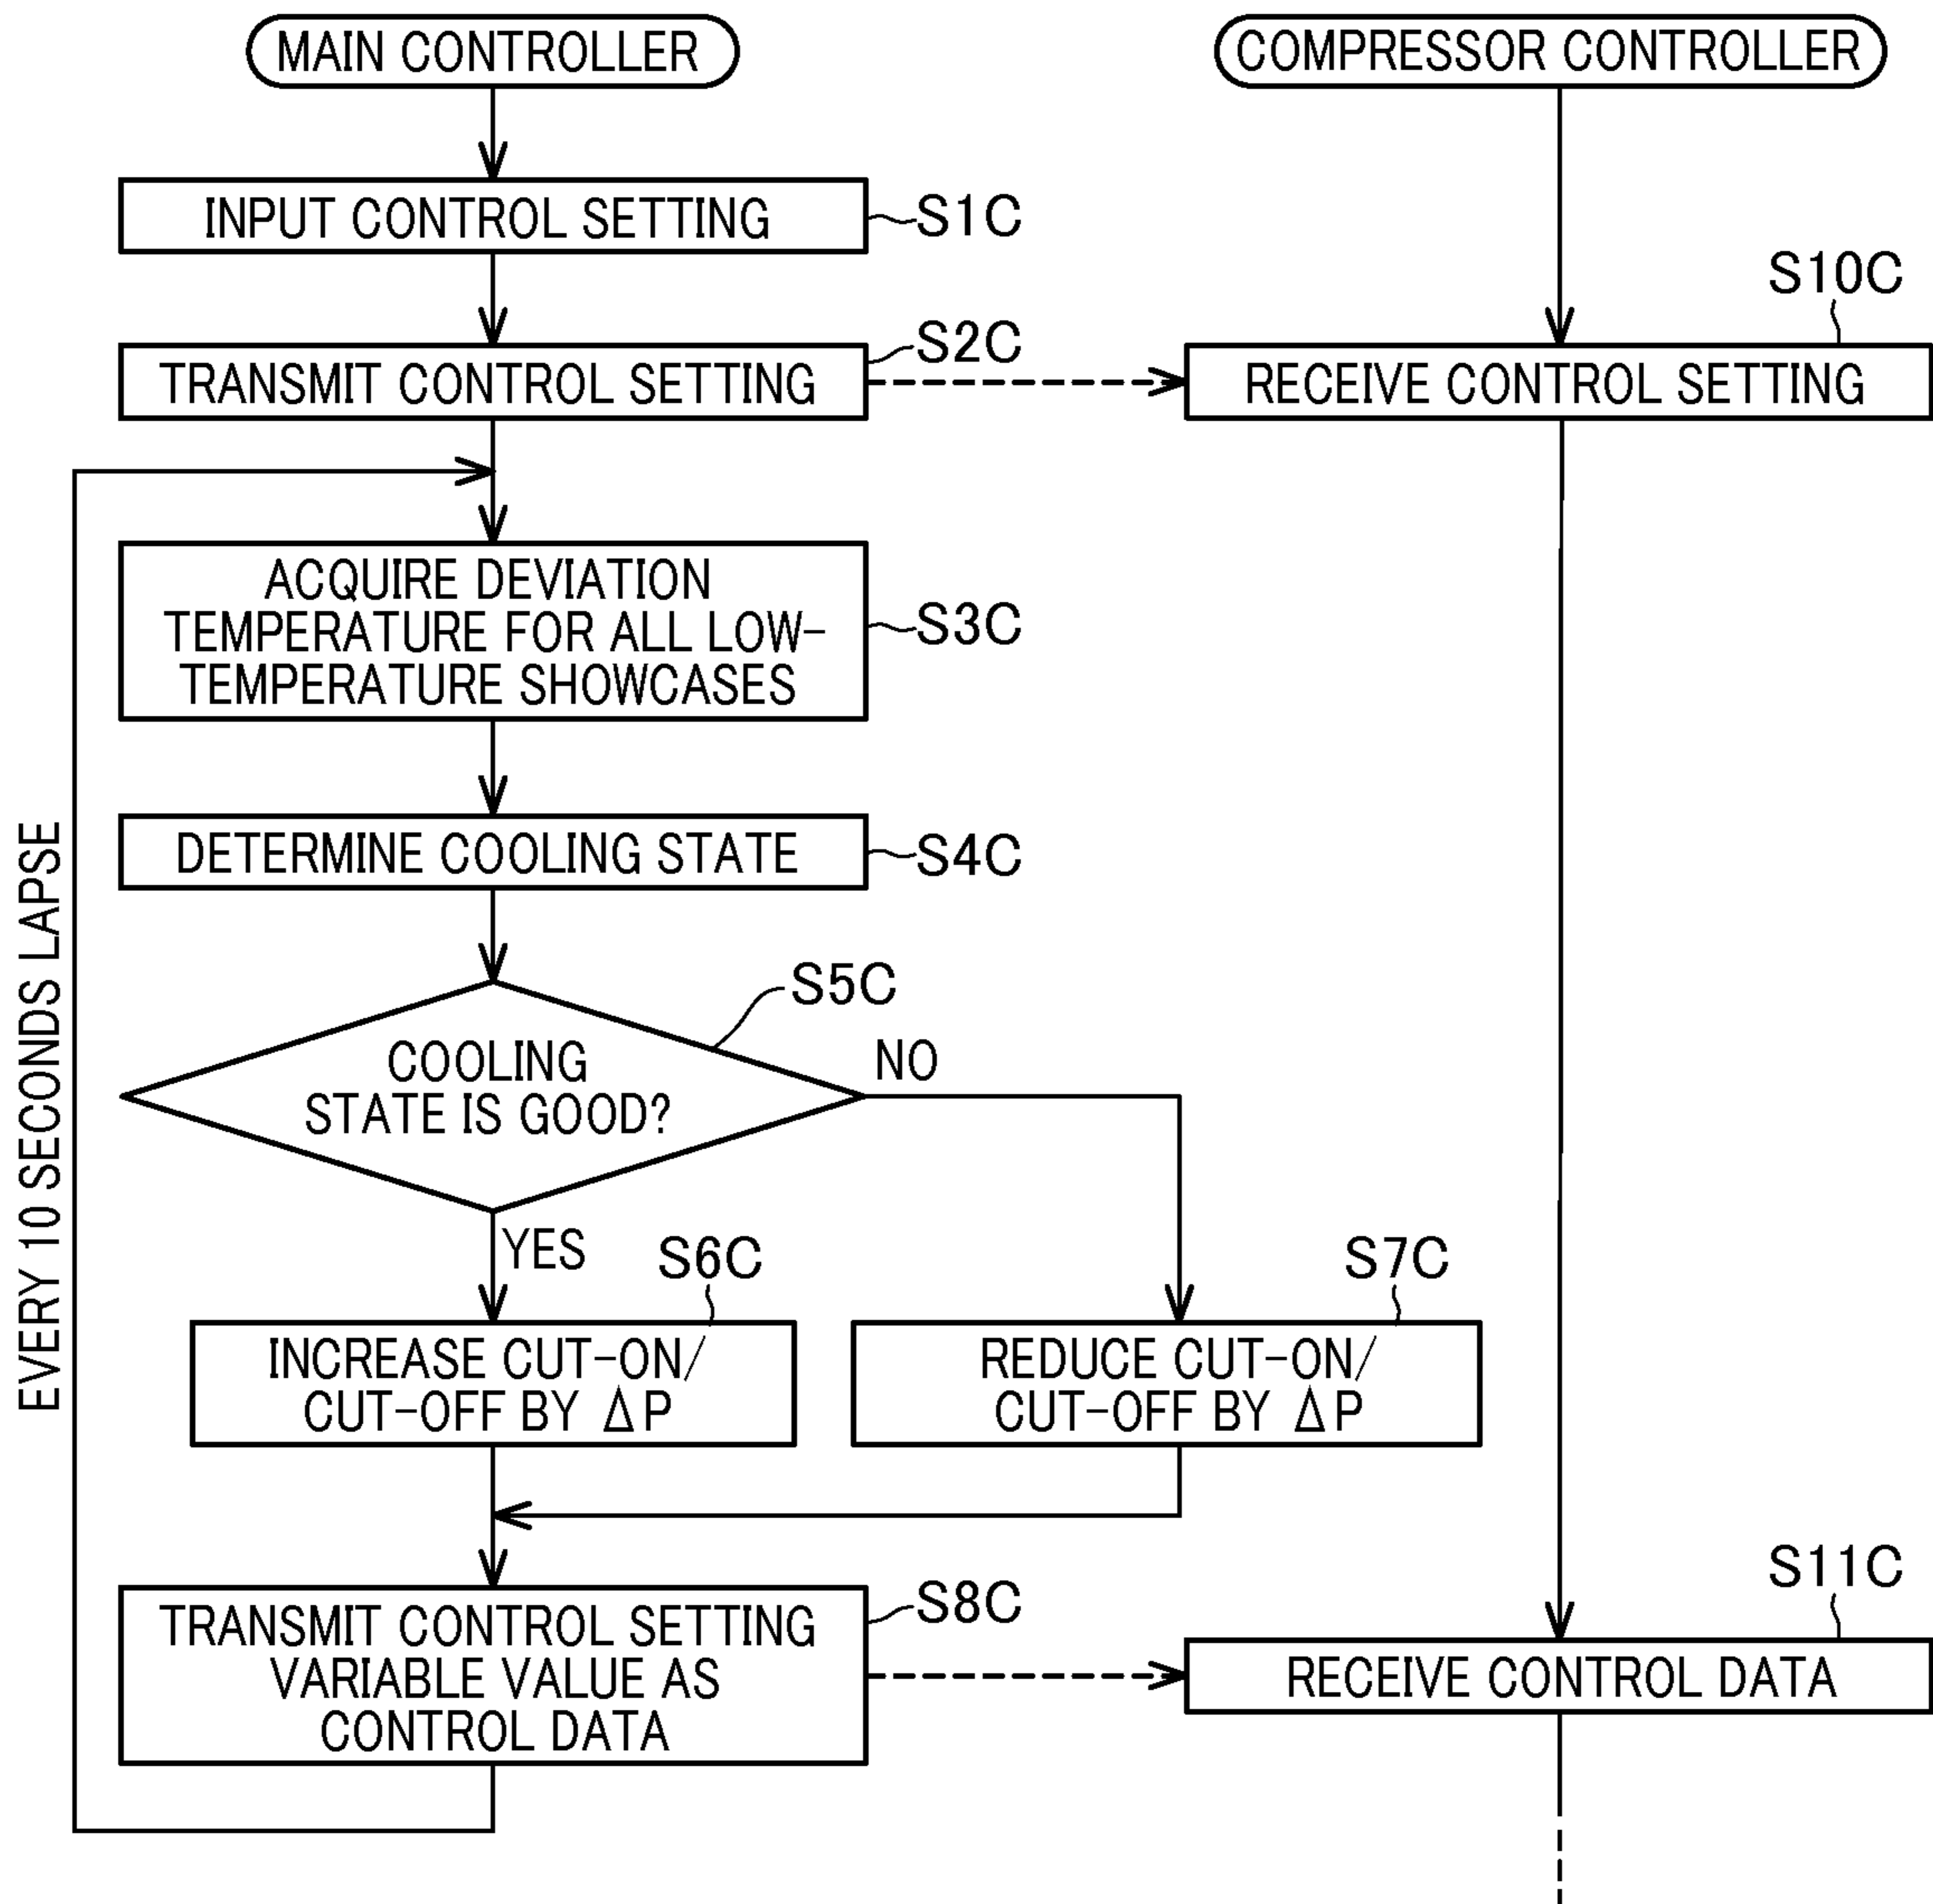 MAIN CONTROLLER
COMPRESSOR CONTROLLER
INPUT CONTROL SETTING
S1C
S10C
TRANSMIT CONTROL SETTING
S2C
RECEIVE CONTROL SETTING
ACQUIRE DEVIATION
TEMPERATURE FOR ALL LOW-
TEMPERATURE SHOWCASES
S3C
DETERMINE COOLING STATE
S4C
EVERY 10 SECONDS LAPSE
S5C
COOLING
STATE IS GOOD?
NO
YES
S6C
S7C
INCREASE CUT-ON/
CUT-OFF BY ΔP
REDUCE CUT-ON/
CUT-OFF BY ΔP
TRANSMIT CONTROL SETTING
VARIABLE VALUE AS
CONTROL DATA
S8C
S11C
RECEIVE CONTROL DATA